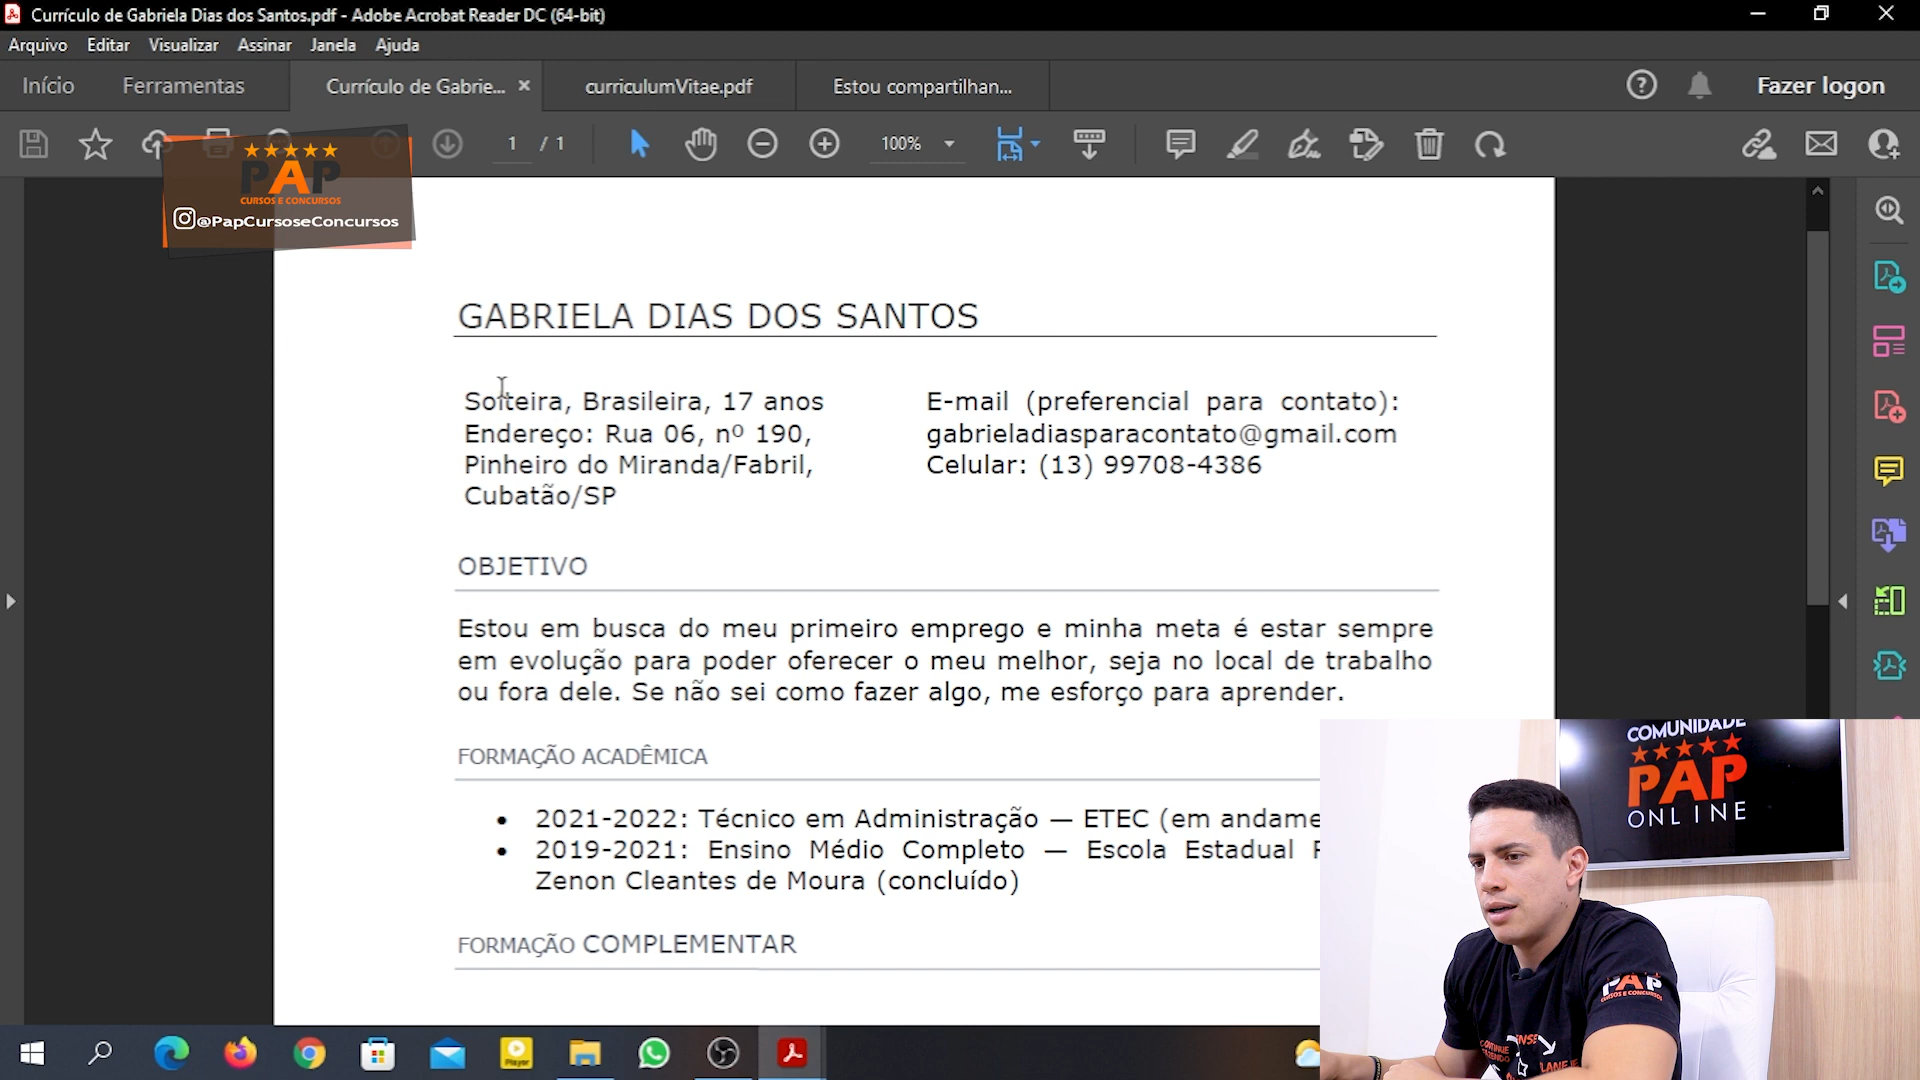 Currículo de Gabriela Dias dos Santos.pdf - Adobe Acrobat Reader DC (64-bit)
Arquivo Editar Visualizar Assinar Janela Ajuda
Início Ferramentas Currículo de Gabrie... × curriculumVitae.pdf Estou compartilhan... Fazer logon
1 / 1 100%
PAP
CURSOS E CONCURSOS
@PapCursoseConcursos
GABRIELA DIAS DOS SANTOS
Solteira, Brasileira, 17 anos
Endereço: Rua 06, nº 190,
Pinheiro do Miranda/Fabril,
Cubatão/SP
E-mail (preferencial para contato):
gabrieladiasparacontato@gmail.com
Celular: (13) 99708-4386
OBJETIVO
Estou em busca do meu primeiro emprego e minha meta é estar sempre
em evolução para poder oferecer o meu melhor, seja no local de trabalho
ou fora dele. Se não sei como fazer algo, me esforço para aprender.
FORMAÇÃO ACADÊMICA
• 2021-2022: Técnico em Administração — ETEC (em andame
• 2019-2021: Ensino Médio Completo — Escola Estadual
Zenon Cleantes de Moura (concluído)
FORMAÇÃO COMPLEMENTAR
COMUNIDADE
PAP
ONLINE
PAP
CURSOS E CONCURSOS
CONTINUE
Player